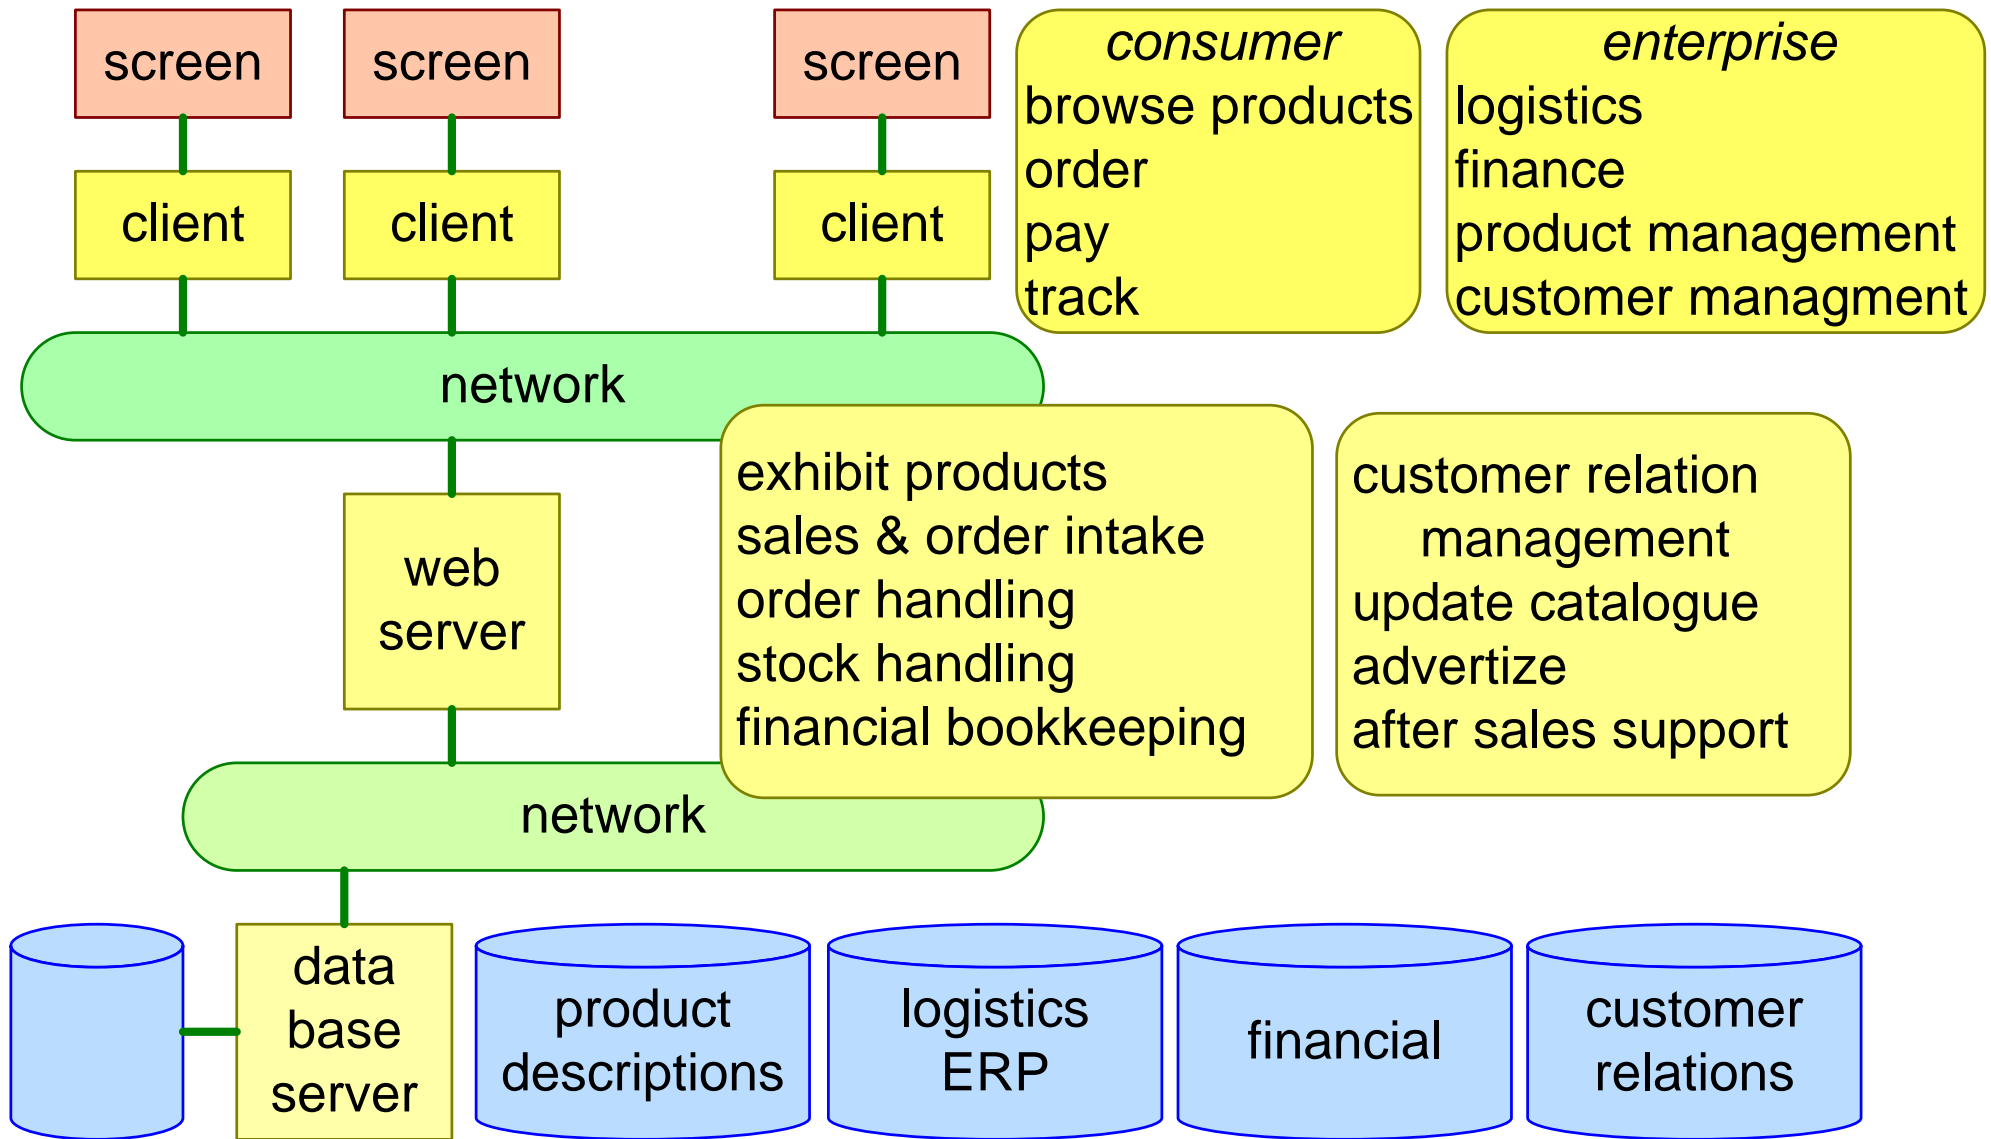 screen
screen
screen
client
client
client
consumer
browse products
order
pay
track
enterprise
logistics
finance
product management
customer managment
network
web
server
exhibit products
sales & order intake
order handling
stock handling
financial bookkeeping
customer relation
management
update catalogue
advertize
after sales support
network
data
base
server
product
descriptions
logistics
ERP
financial
customer
relations